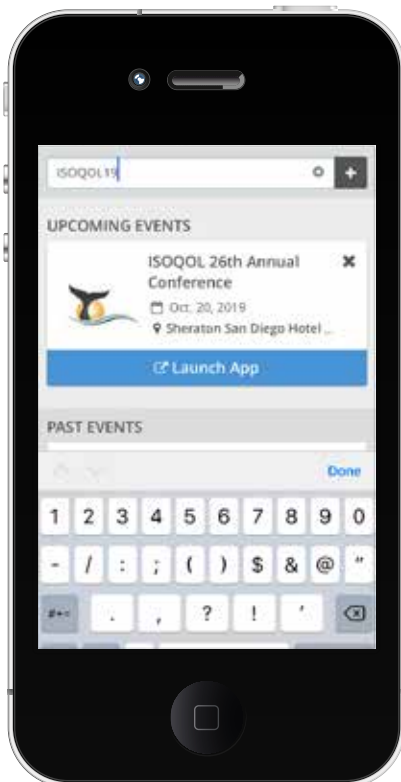 ISOQOL19
UPCOMING EVENTS
ISOQOL 26th Annual
Conference
Oct. 20, 2019
Sheraton San Diego Hotel ...
Launch App
PAST EVENTS
Done
1 2 3 4 5 6 7 8 9 0
- / : ; ( ) $ & @ "
#+= . , ? ! '